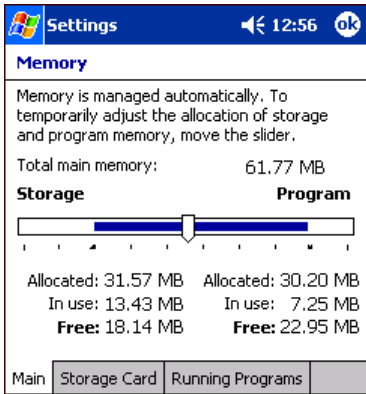 Settings 12:56 ok
Memory
Memory is managed automatically. To
temporarily adjust the allocation of storage
and program memory, move the slider.
Total main memory: 61.77 MB
Storage Program
Allocated: 31.57 MB Allocated: 30.20 MB
In use: 13.43 MB In use: 7.25 MB
Free: 18.14 MB Free: 22.95 MB
Main Storage Card Running Programs